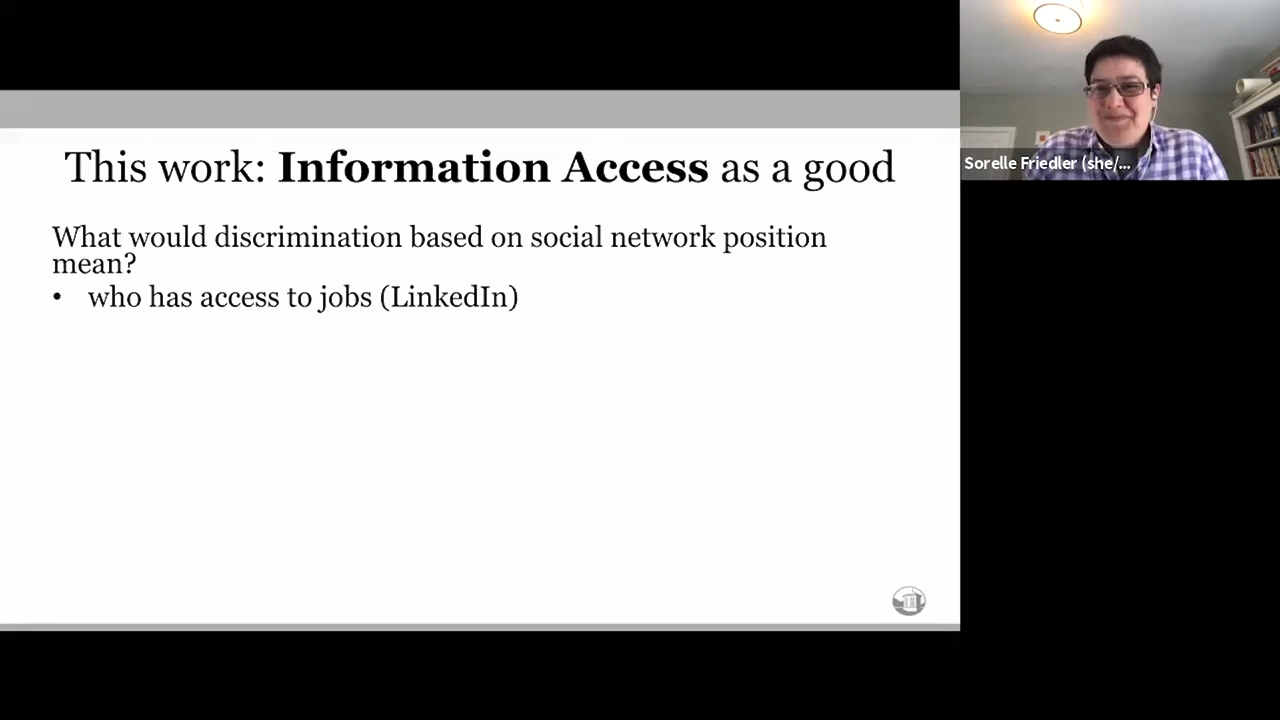 This work: Information Access as a good
What would discrimination based on social network position
mean?
• who has access to jobs (LinkedIn)
Sorelle Friedler (she/...